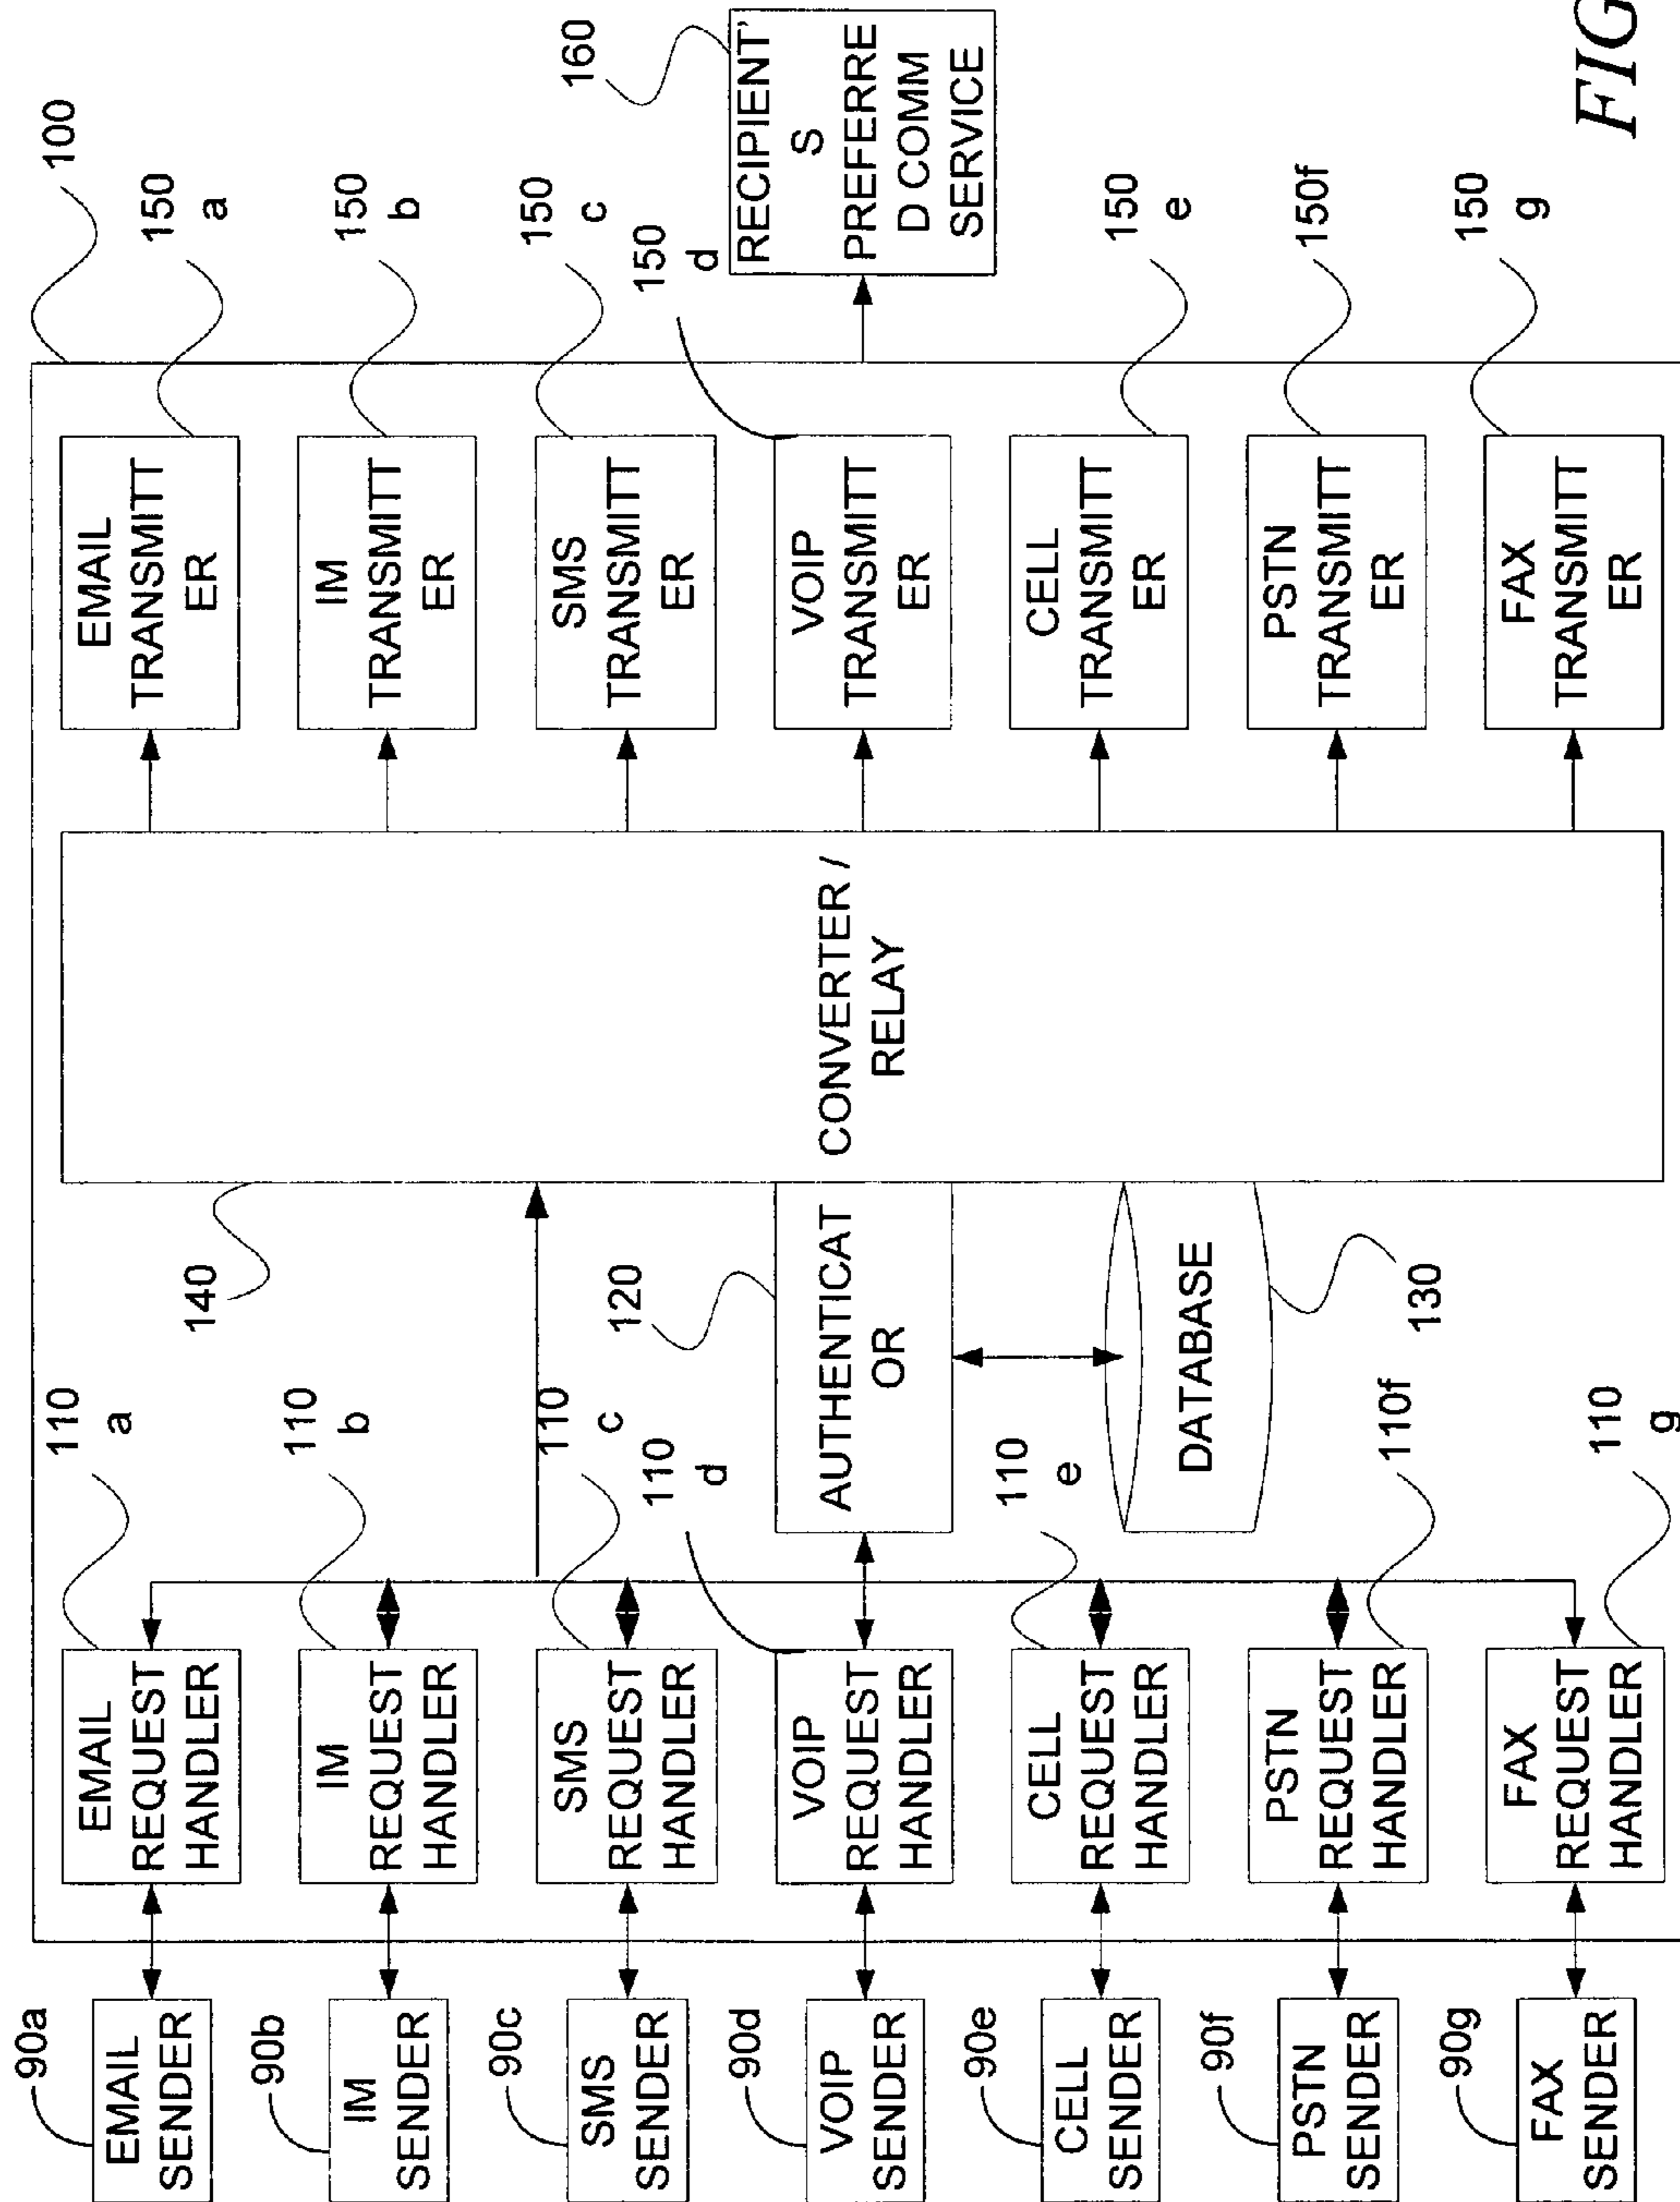 100
90a
EMAIL
SENDER
EMAIL
REQUEST
HANDLER
110
a
140
EMAIL
TRANSMITT
ER
150
a
90b
IM
SENDER
IM
REQUEST
HANDLER
110
b
IM
TRANSMITT
ER
150
b
90c
SMS
SENDER
SMS
REQUEST
HANDLER
110
c
SMS
TRANSMITT
ER
150
c
90d
VOIP
SENDER
VOIP
REQUEST
HANDLER
110
d
120
AUTHENTICAT
OR
CONVERTER /
RELAY
VOIP
TRANSMITT
ER
150
d
160
RECIPIENT'
S
PREFERRE
D COMM
SERVICE
90e
CELL
SENDER
CELL
REQUEST
HANDLER
110
e
DATABASE
130
CELL
TRANSMITT
ER
150
e
90f
PSTN
SENDER
PSTN
REQUEST
HANDLER
110f
PSTN
TRANSMITT
ER
150f
90g
FAX
SENDER
FAX
REQUEST
HANDLER
110
g
FAX
TRANSMITT
ER
150
g
FIG